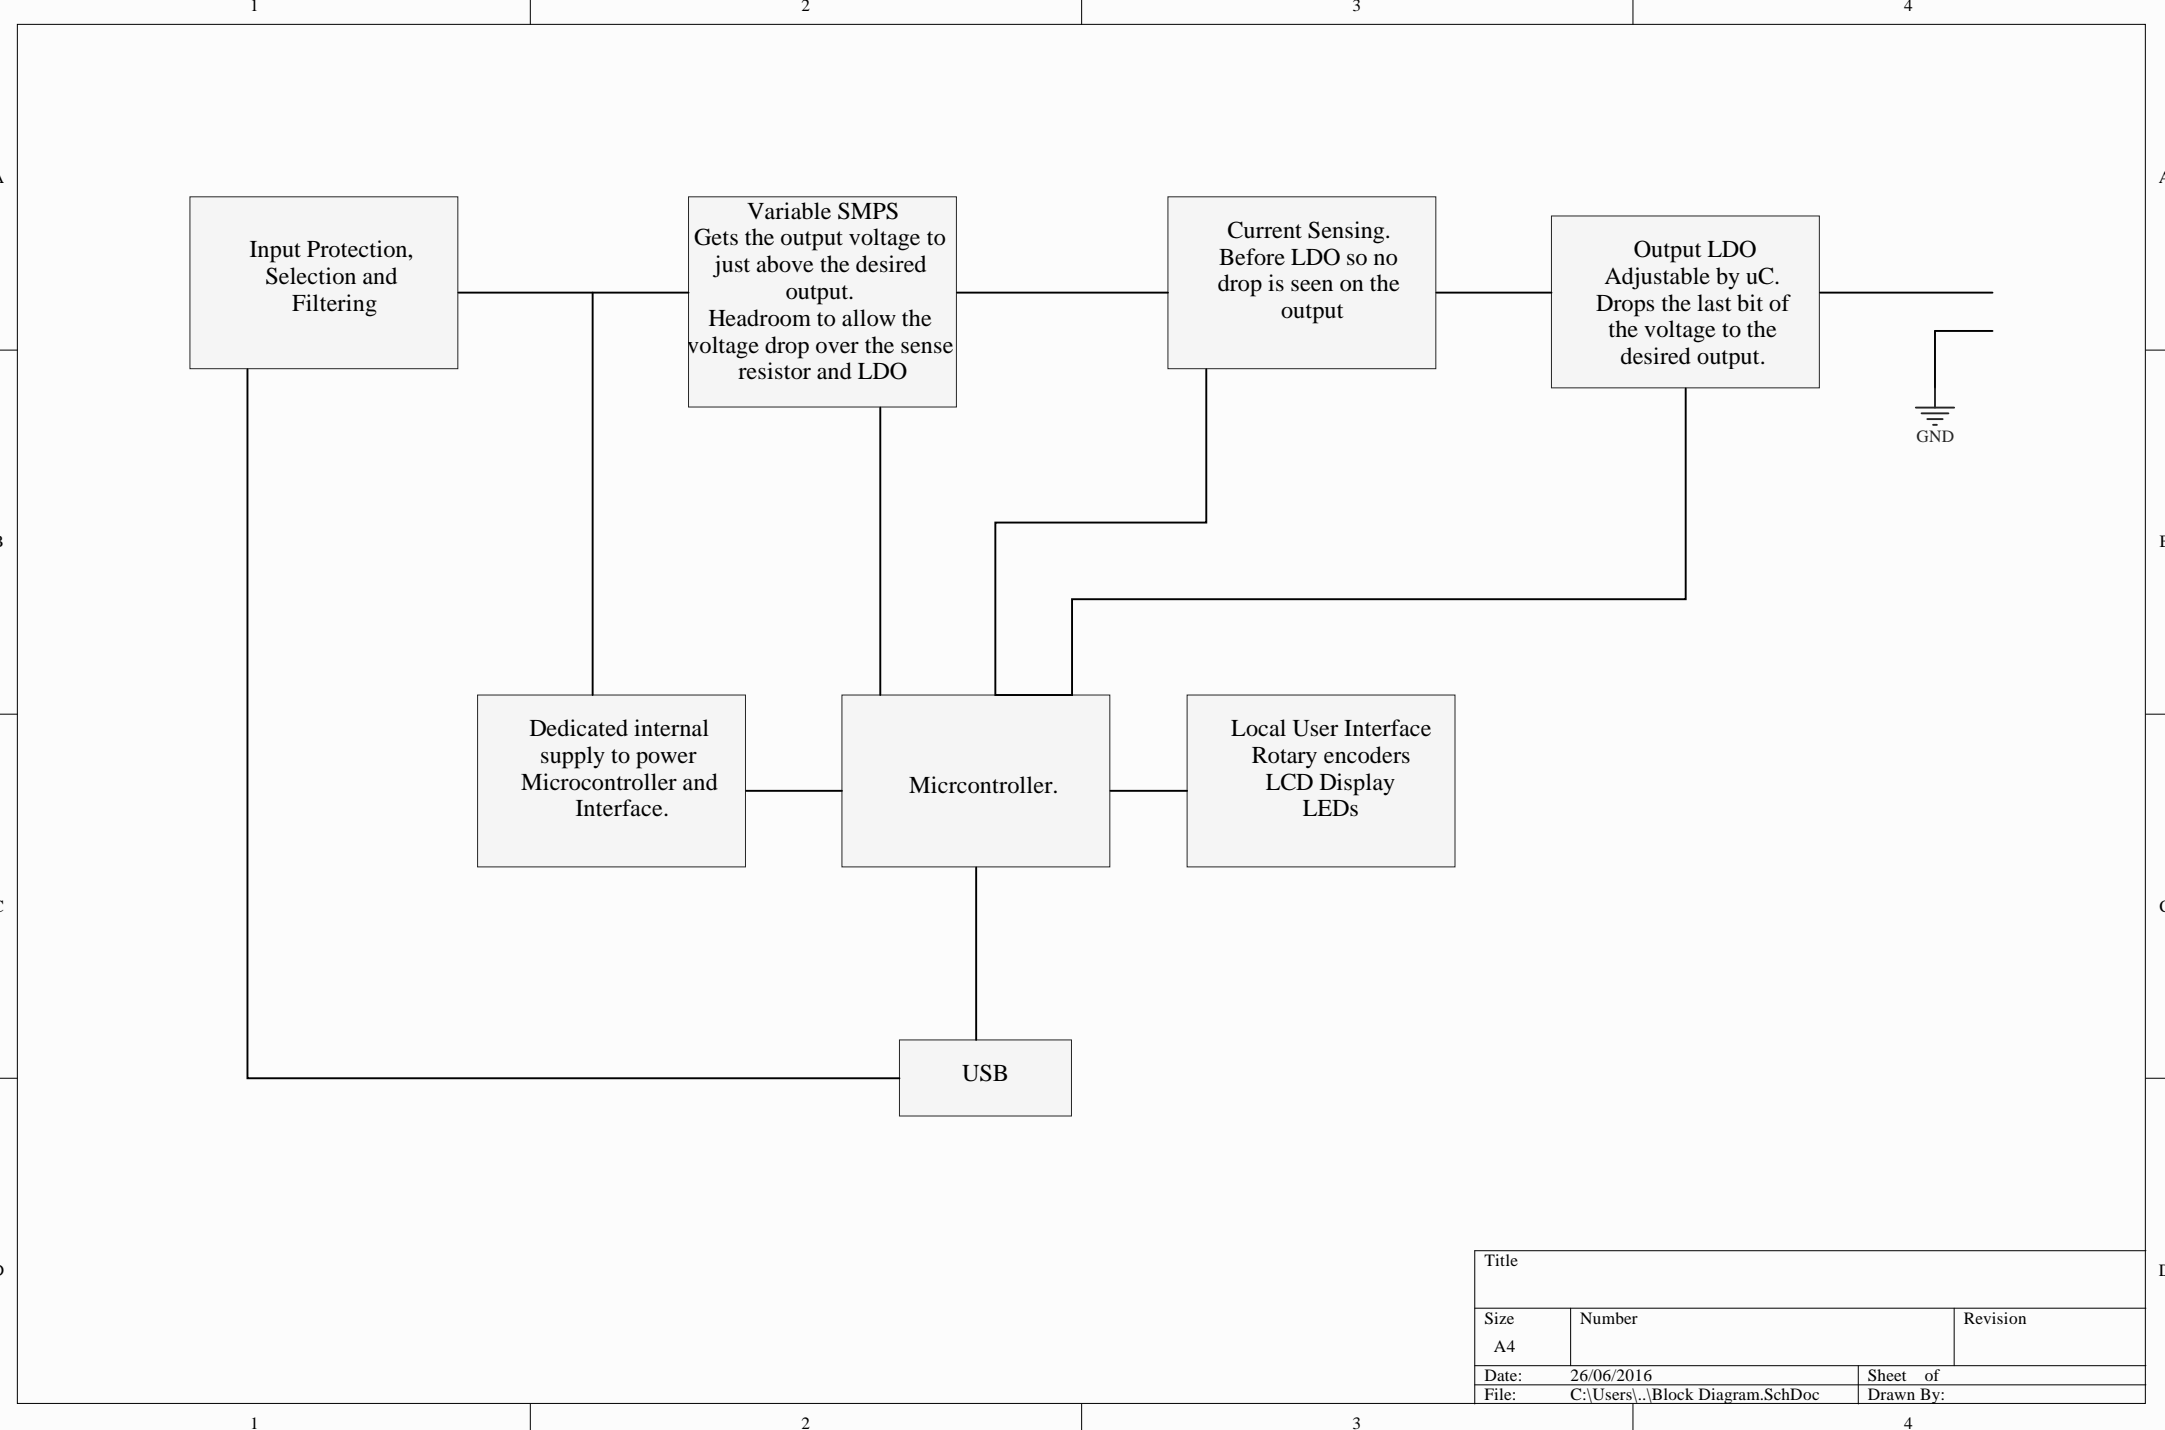 1 2 3 4
A A
Input Protection,
Selection and
Filtering
Variable SMPS
Gets the output voltage to
just above the desired
output.
Headroom to allow the
voltage drop over the sense
resistor and LDO
Current Sensing.
Before LDO so no
drop is seen on the
output
Output LDO
Adjustable by uC.
Drops the last bit of
the voltage to the
desired output.
GND
B B
Dedicated internal
supply to power
Microcontroller and
Interface.
Micrcontroller.
Local User Interface
Rotary encoders
LCD Display
LEDs
C C
USB
D D
Title
Size Number Revision
A4
Date: 26/06/2016 Sheet of
File: C:\Users\..\Block Diagram.SchDoc Drawn By:
1 2 3 4